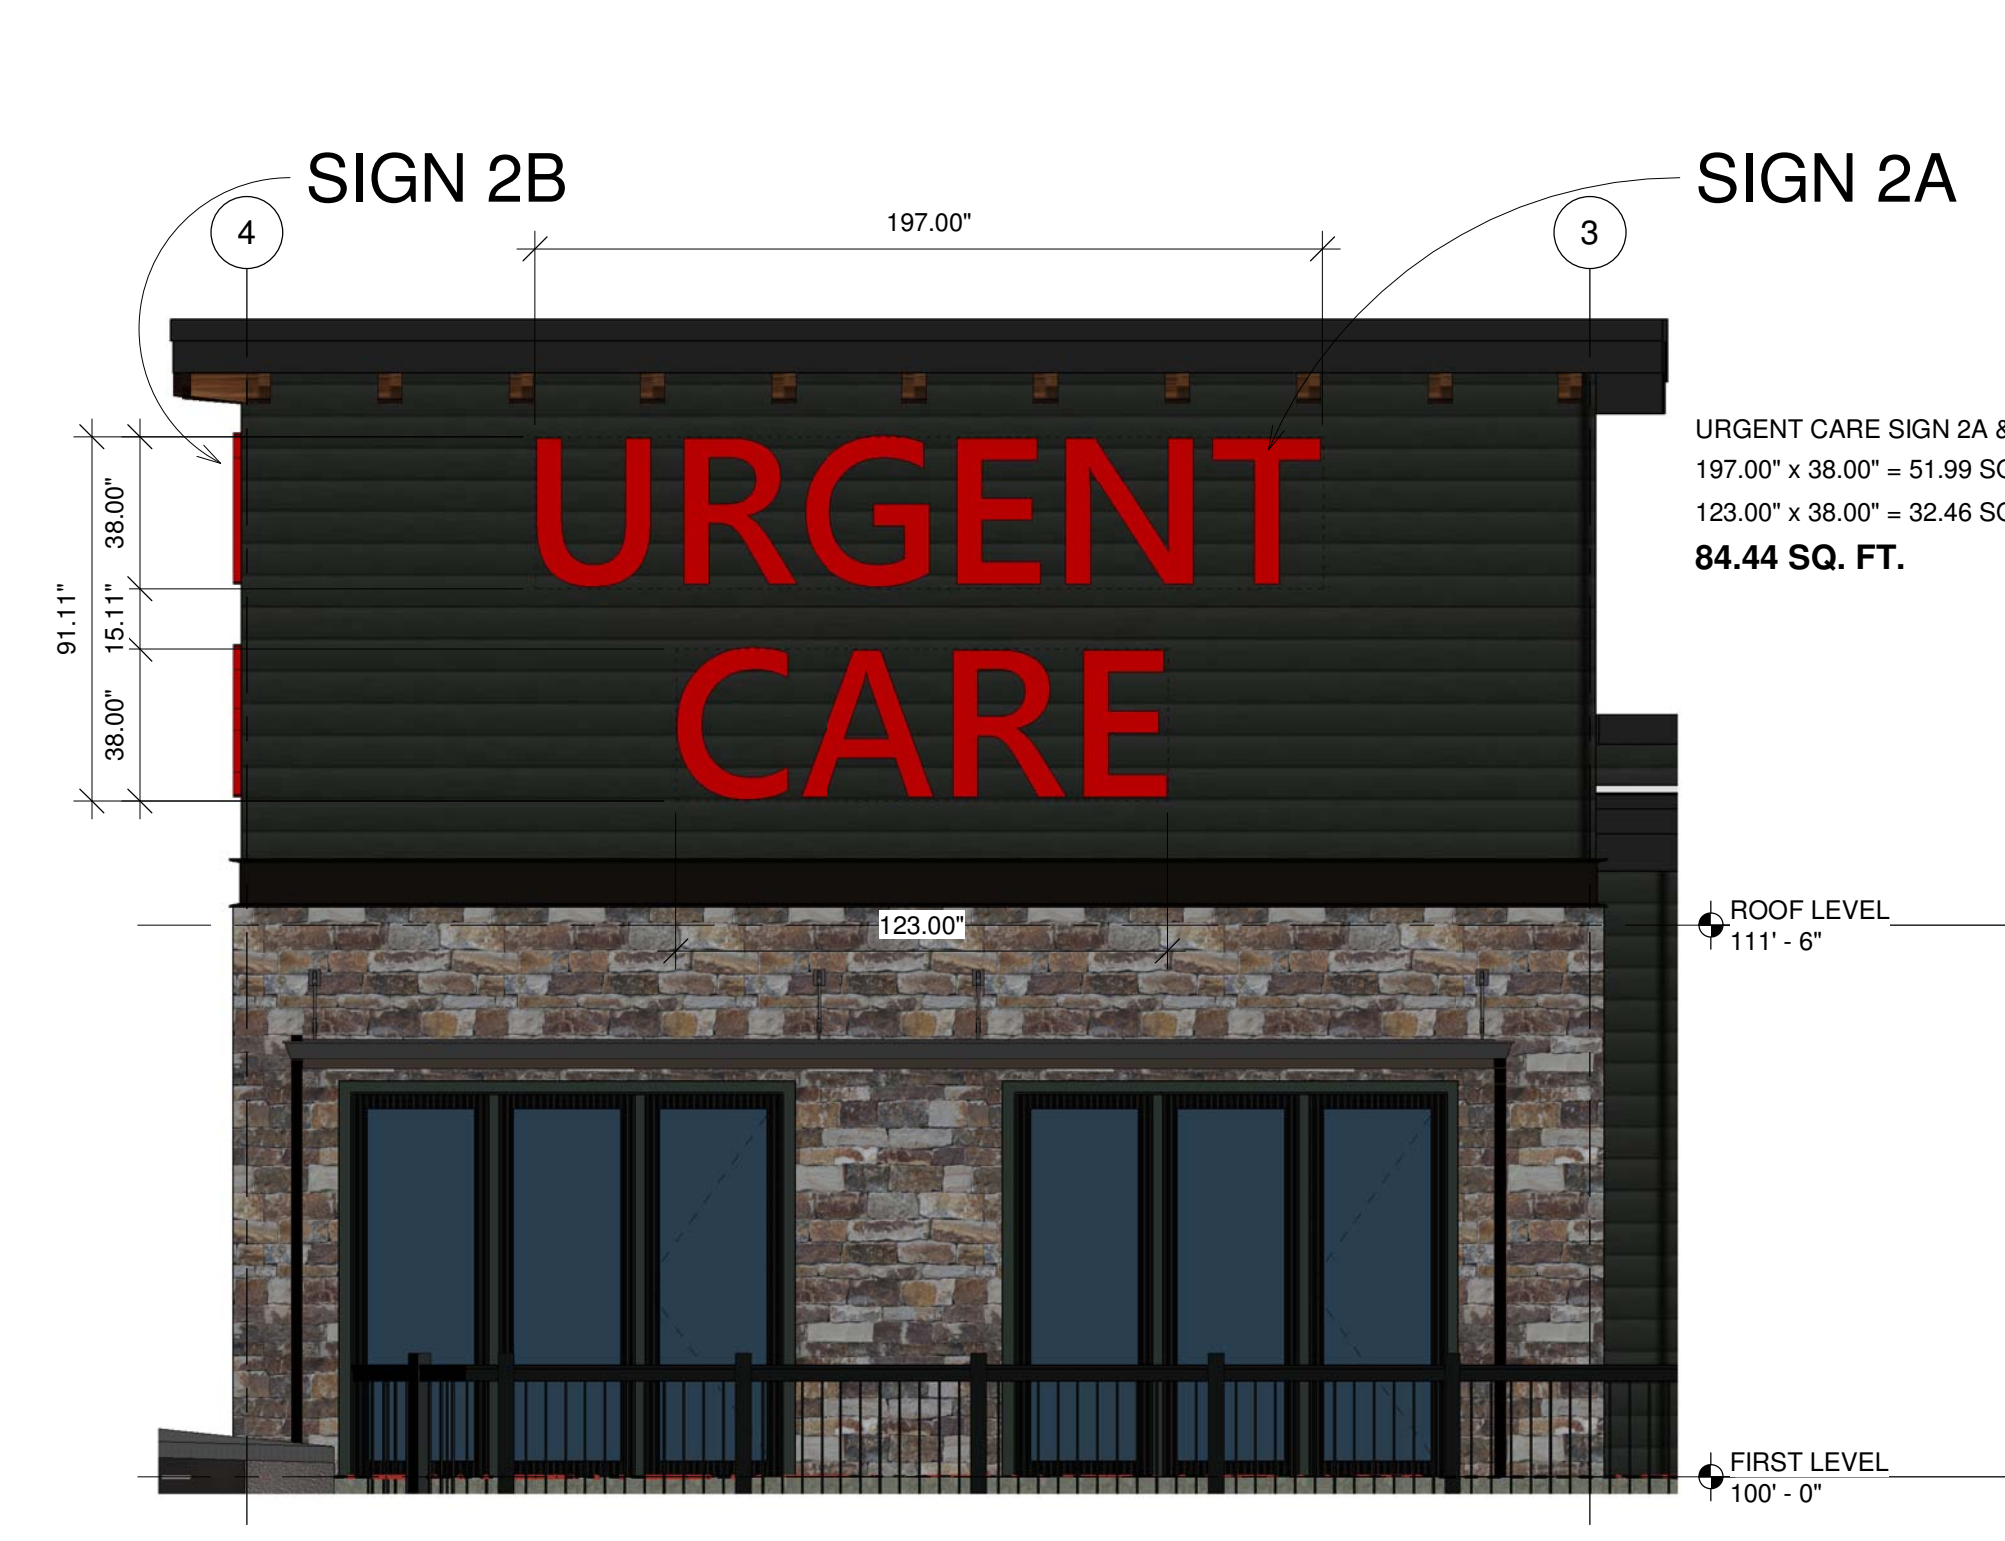 SIGN 2B
SIGN 2A
4
197.00"
3
URGENT CARE SIGN 2A &
197.00" x 38.00" = 51.99 SQ
123.00" x 38.00" = 32.46 SQ
84.44 SQ. FT.
38.00"
15.11"
91.11"
38.00"
URGENT
CARE
123.00"
ROOF LEVEL
111' - 6"
FIRST LEVEL
100' - 0"